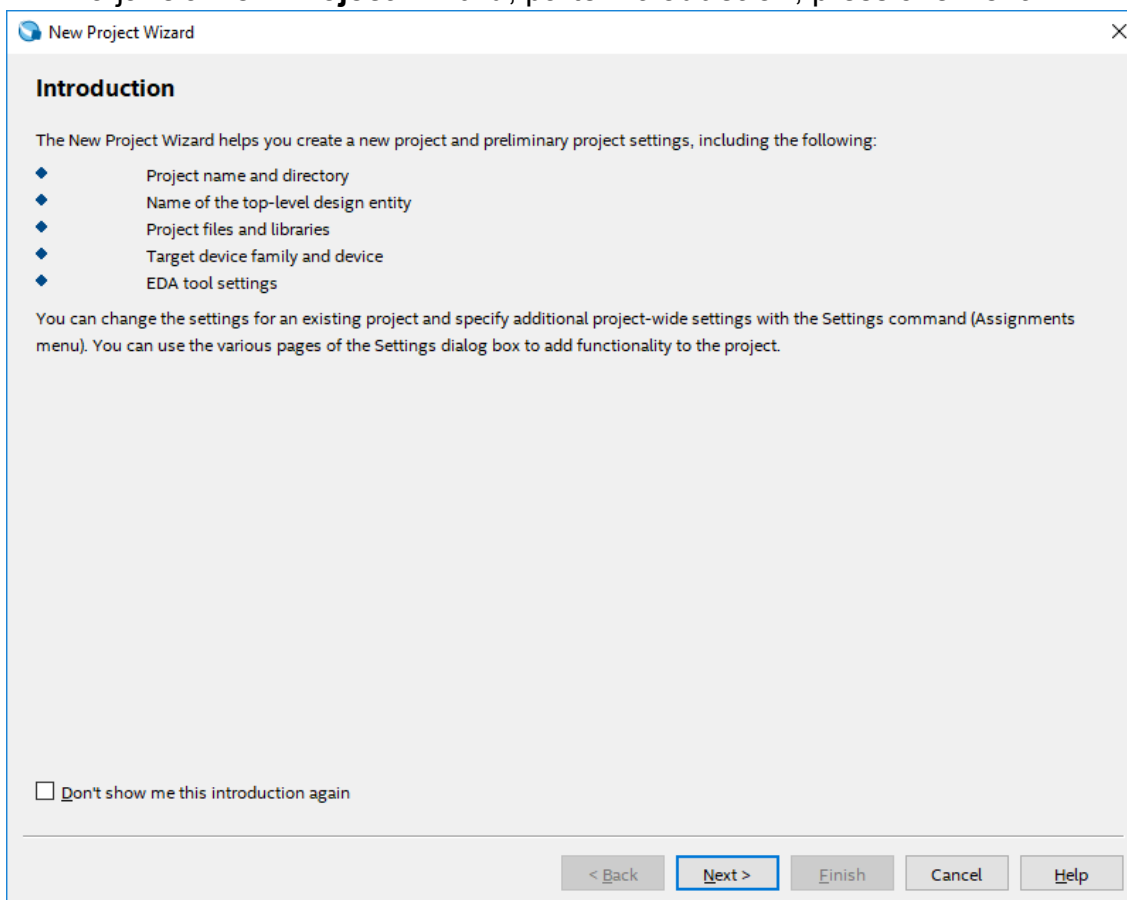 New Project Wizard
Introduction
The New Project Wizard helps you create a new project and preliminary project settings, including the following:
Project name and directory
Name of the top-level design entity
Project files and libraries
Target device family and device
EDA tool settings
You can change the settings for an existing project and specify additional project-wide settings with the Settings command (Assignments
menu). You can use the various pages of the Settings dialog box to add functionality to the project.
Don't show me this introduction again
< Back Next > Finish Cancel Help